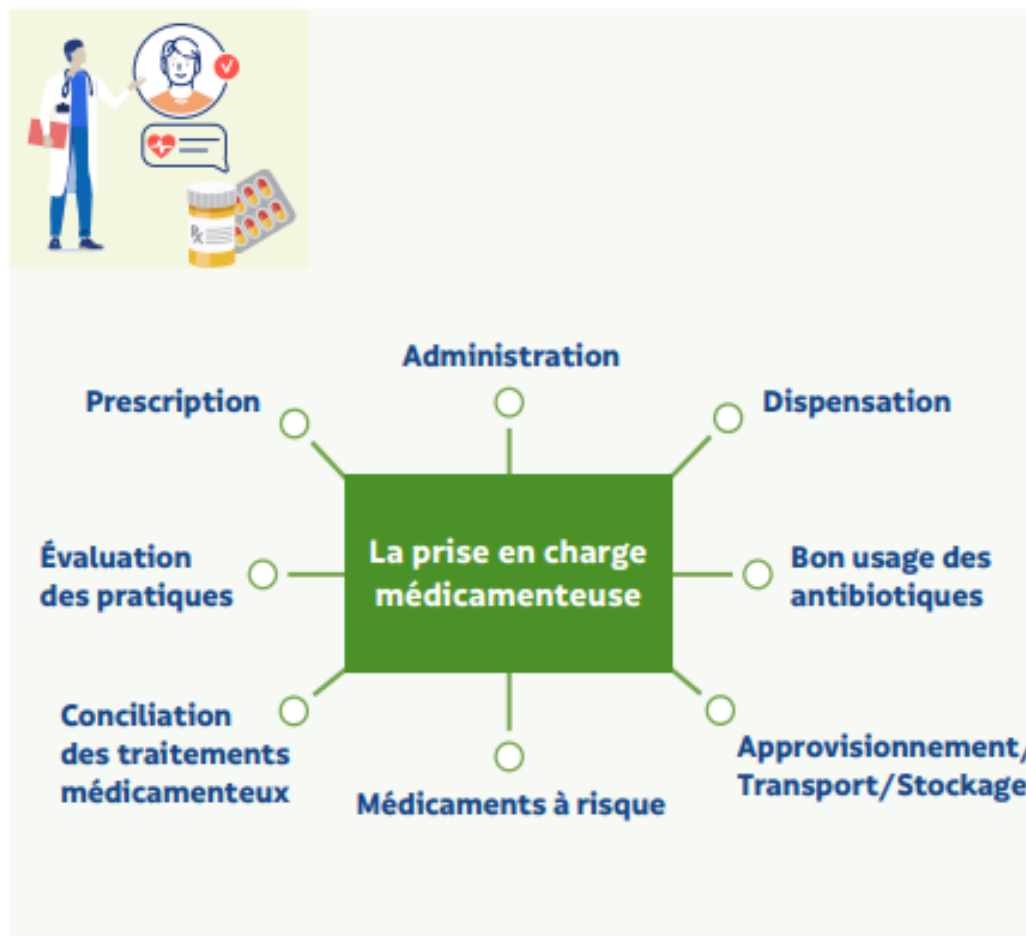 Rx
Administration
Prescription
Dispensation
La prise en charge
médicamenteuse
Évaluation
des pratiques
Bon usage des
antibiotiques
Conciliation
des traitements
médicamenteux
Médicaments à risque
Approvisionnement/
Transport/Stockage